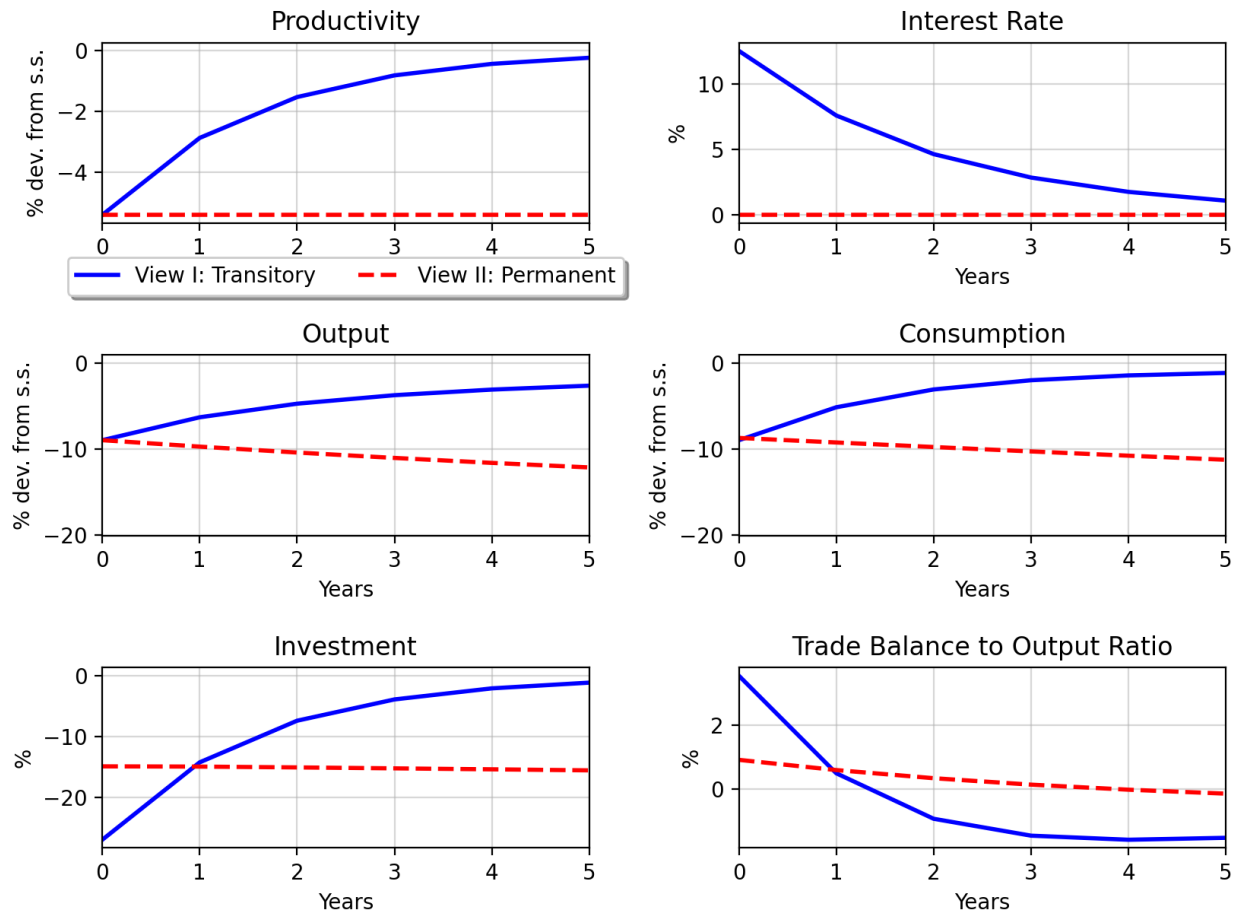 Productivity
% dev. from s.s.
0
−2
−4
0 1 2 3 4 5
Interest Rate
%
10
5
0
0 1 2 3 4 5
Years
View I: Transitory
View II: Permanent
Output
% dev. from s.s.
0
−10
−20
0 1 2 3 4 5
Years
Consumption
% dev. from s.s.
0
−10
−20
0 1 2 3 4 5
Years
Investment
%
0
−10
−20
0 1 2 3 4 5
Years
Trade Balance to Output Ratio
%
2
0
0 1 2 3 4 5
Years